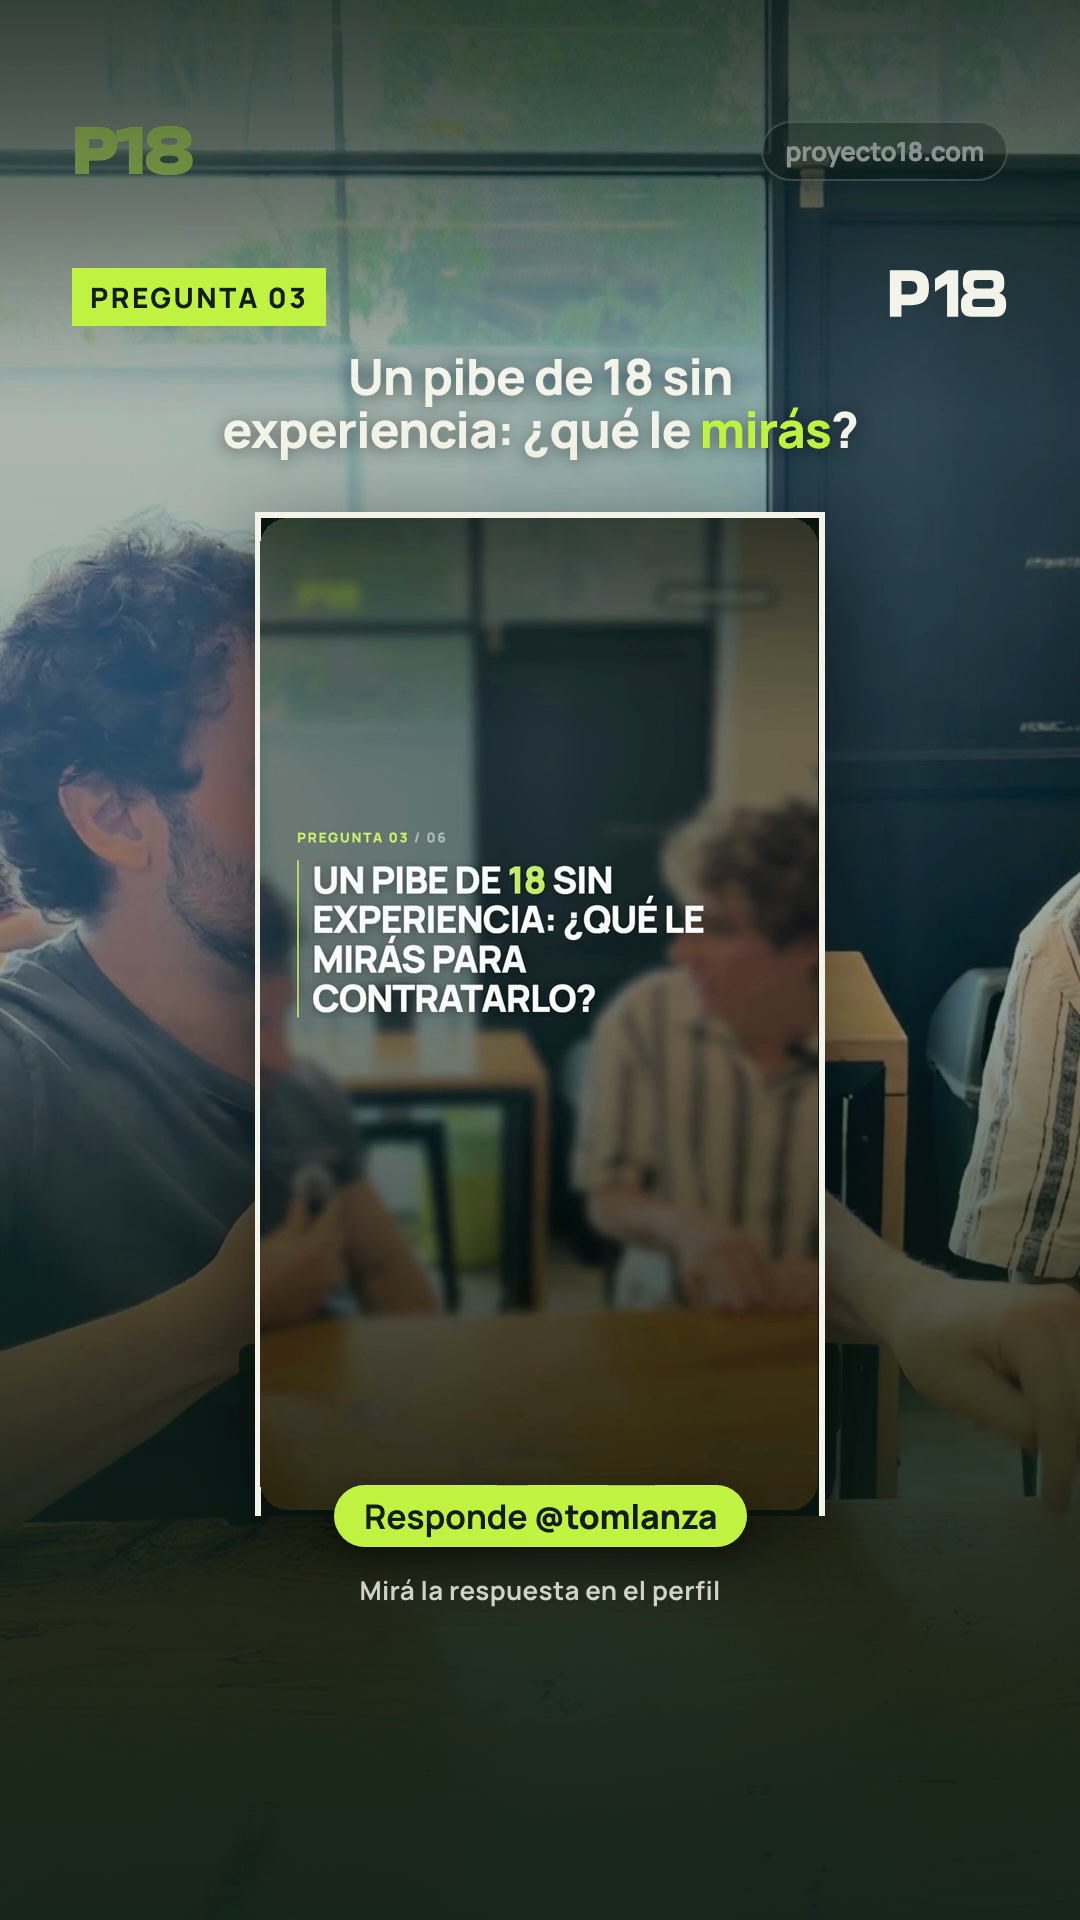 P18
proyecto18.com
PREGUNTA 03
P18
Un pibe de 18 sin
experiencia: ¿qué le mirás?
PREGUNTA 03 / 06
UN PIBE DE 18 SIN
EXPERIENCIA: ¿QUÉ LE
MIRÁS PARA
CONTRATARLO?
Responde @tomlanza
Mirá la respuesta en el perfil